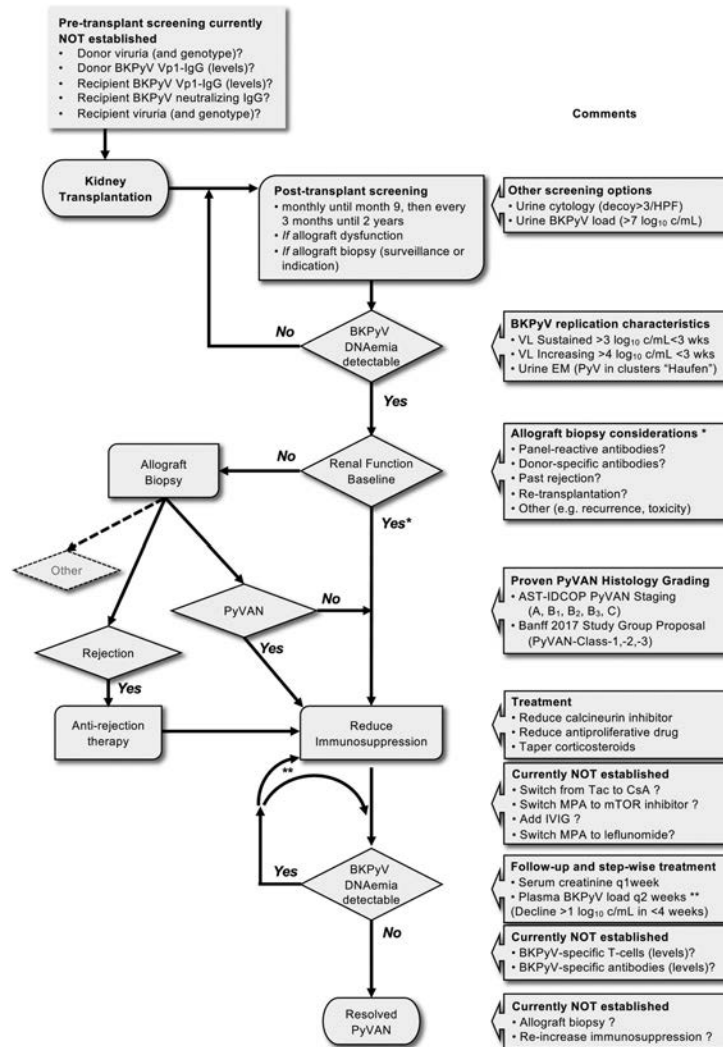 Pre-transplant screening currently
NOT established
• Donor viruria (and genotype)?
• Donor BKPyV Vp1-IgG (levels)?
• Recipient BKPyV Vp1-IgG (levels)?
• Recipient BKPyV neutralizing IgG?
• Recipient viruria (and genotype)?
Comments
Kidney
Transplantation
Post-transplant screening
• monthly until month 9, then every
3 months until 2 years
• If allograft dysfunction
• If allograft biopsy (surveillance or
indication)
Other screening options
• Urine cytology (decoy>3/HPF)
• Urine BKPyV load (>7 log10 c/mL)
No
BKPyV
DNAemia
detectable
BKPyV replication characteristics
• VL Sustained >3 log10 c/mL<3 wks
• VL Increasing >4 log10 c/mL <3 wks
• Urine EM (PyV in clusters “Haufen”)
Yes
Allograft
Biopsy
No
Renal Function
Baseline
Allograft biopsy considerations *
• Panel-reactive antibodies?
• Donor-specific antibodies?
• Past rejection?
• Re-transplantation?
• Other (e.g. recurrence, toxicity)
Yes*
Other
PyVAN
No
Yes
Proven PyVAN Histology Grading
• AST-IDCOP PyVAN Staging
(A, B1, B2, B3, C)
• Banff 2017 Study Group Proposal
(PyVAN-Class-1,-2,-3)
Rejection
Yes
Anti-rejection
therapy
Reduce
Immunosuppression
Treatment
• Reduce calcineurin inhibitor
• Reduce antiproliferative drug
• Taper corticosteroids
**
Currently NOT established
• Switch from Tac to CsA ?
• Switch MPA to mTOR inhibitor ?
• Add IVIG ?
• Switch MPA to leflunomide?
Yes
BKPyV
DNAemia
detectable
Follow-up and step-wise treatment
• Serum creatinine q1week
• Plasma BKPyV load q2 weeks **
(Decline >1 log10 c/mL in <4 weeks)
No
Currently NOT established
• BKPyV-specific T-cells (levels)?
• BKPyV-specific antibodies (levels)?
Resolved
PyVAN
Currently NOT established
• Allograft biopsy ?
• Re-increase immunosuppression ?